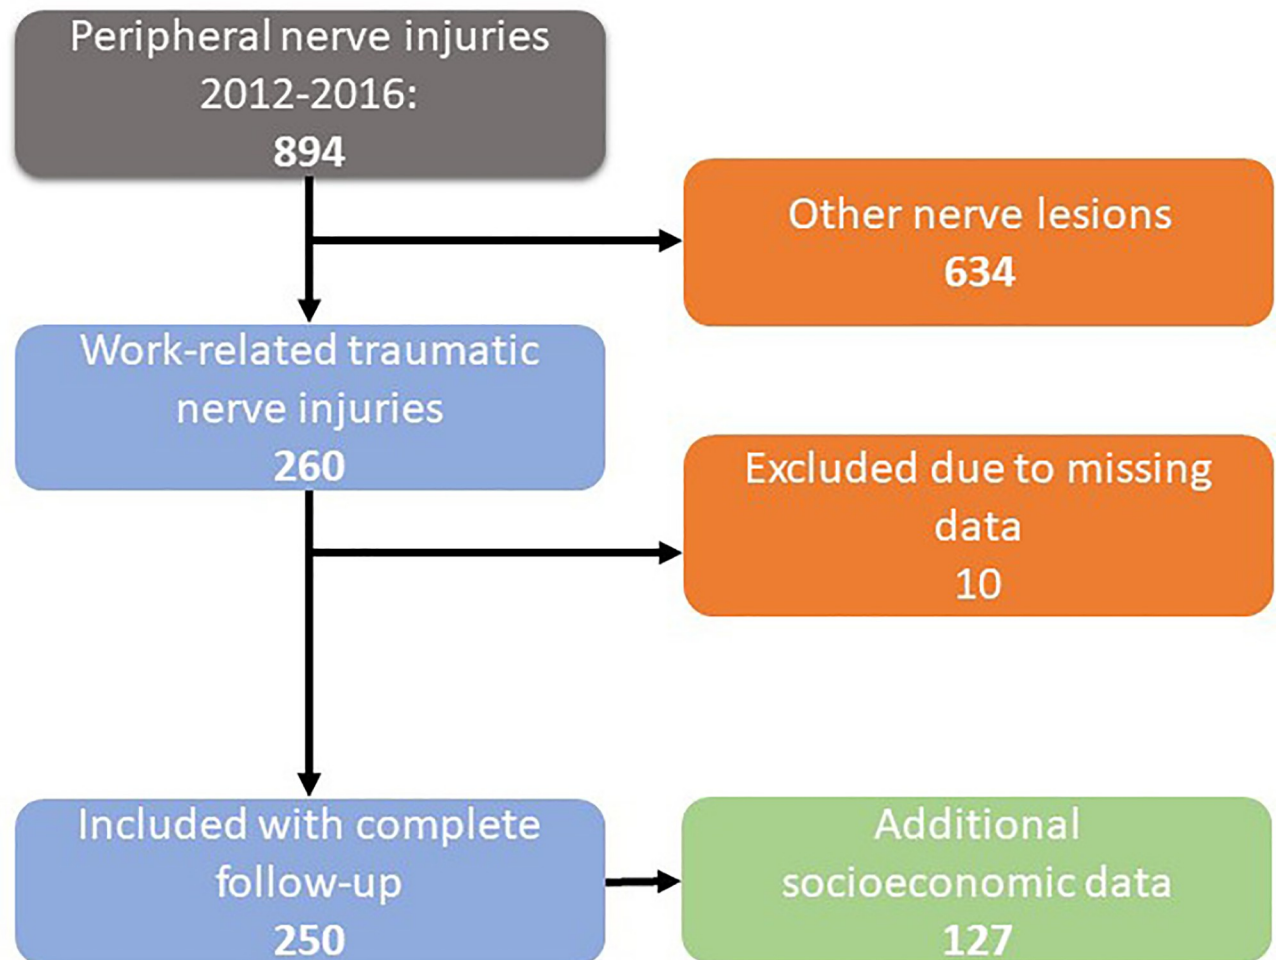 Peripheral nerve injuries
2012-2016:
894
Other nerve lesions
634
Work-related traumatic
nerve injuries
260
Excluded due to missing
data
10
Included with complete
follow-up
250
Additional
socioeconomic data
127